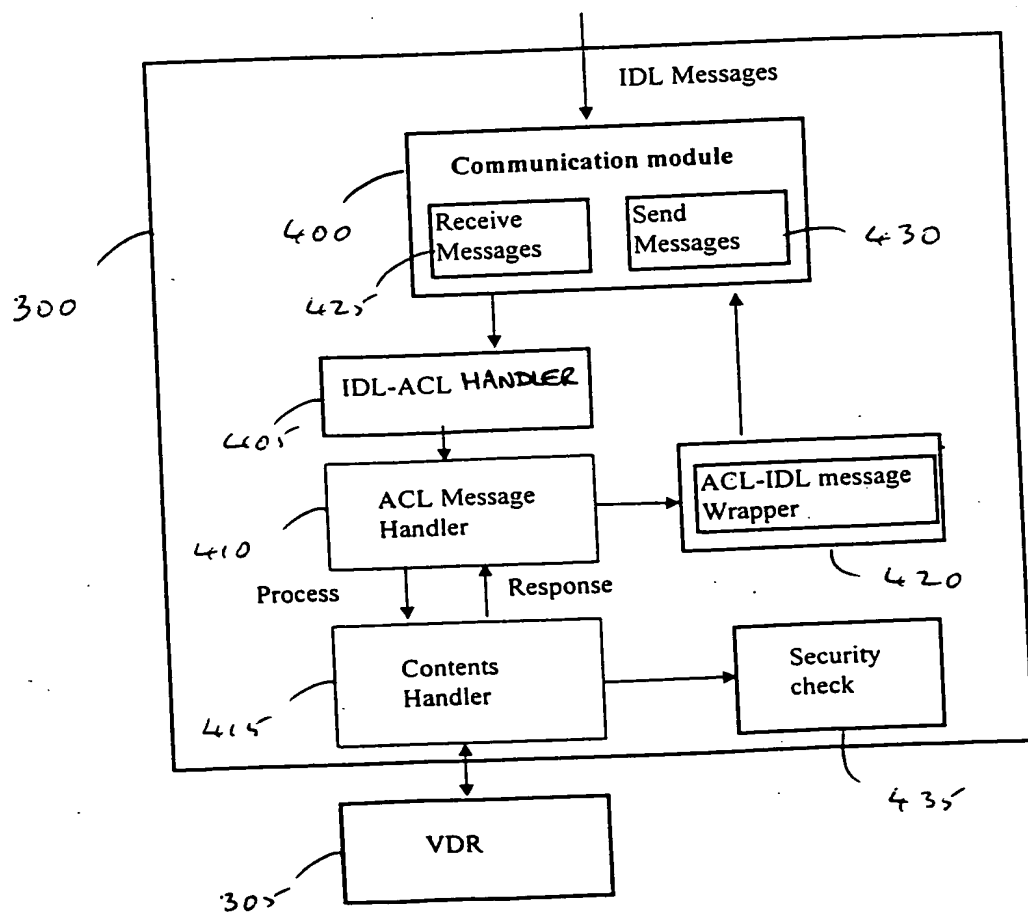 IDL Messages
Communication module
Receive
Messages
Send
Messages
400
430
425
300
IDL-ACL HANDLER
405
ACL Message
Handler
ACL-IDL message
Wrapper
410
420
Process
Response
Contents
Handler
Security
check
415
435
VDR
305